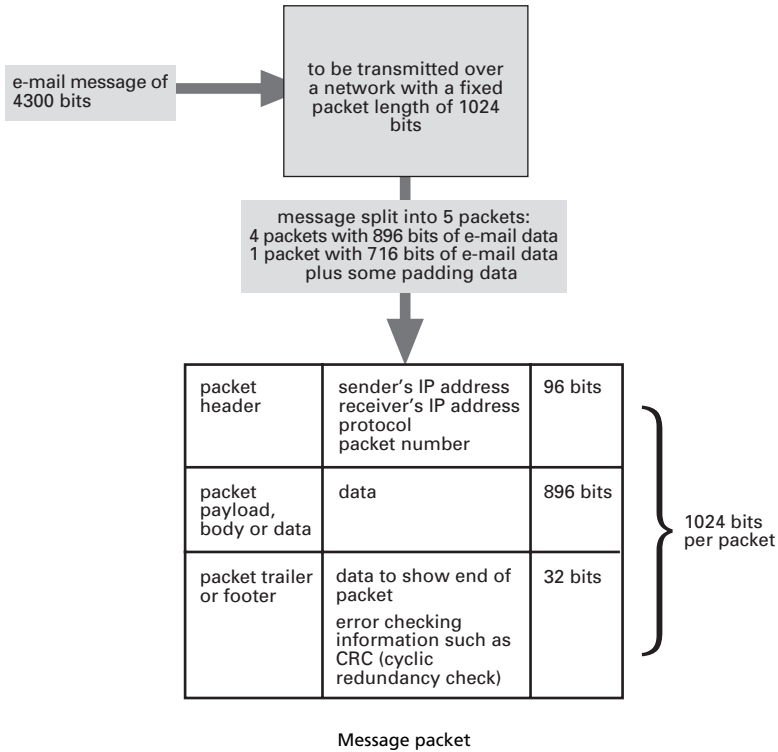 e-mail message of
4300 bits
to be transmitted over
a network with a fixed
packet length of 1024
bits
message split into 5 packets:
4 packets with 896 bits of e-mail data
1 packet with 716 bits of e-mail data
plus some padding data
packet
header
sender's IP address
receiver's IP address
protocol
packet number
96 bits
packet
payload,
body or data
data
896 bits
packet trailer
or footer
data to show end of
packet
error checking
information such as
CRC (cyclic
redundancy check)
32 bits
1024 bits
per packet
Message packet